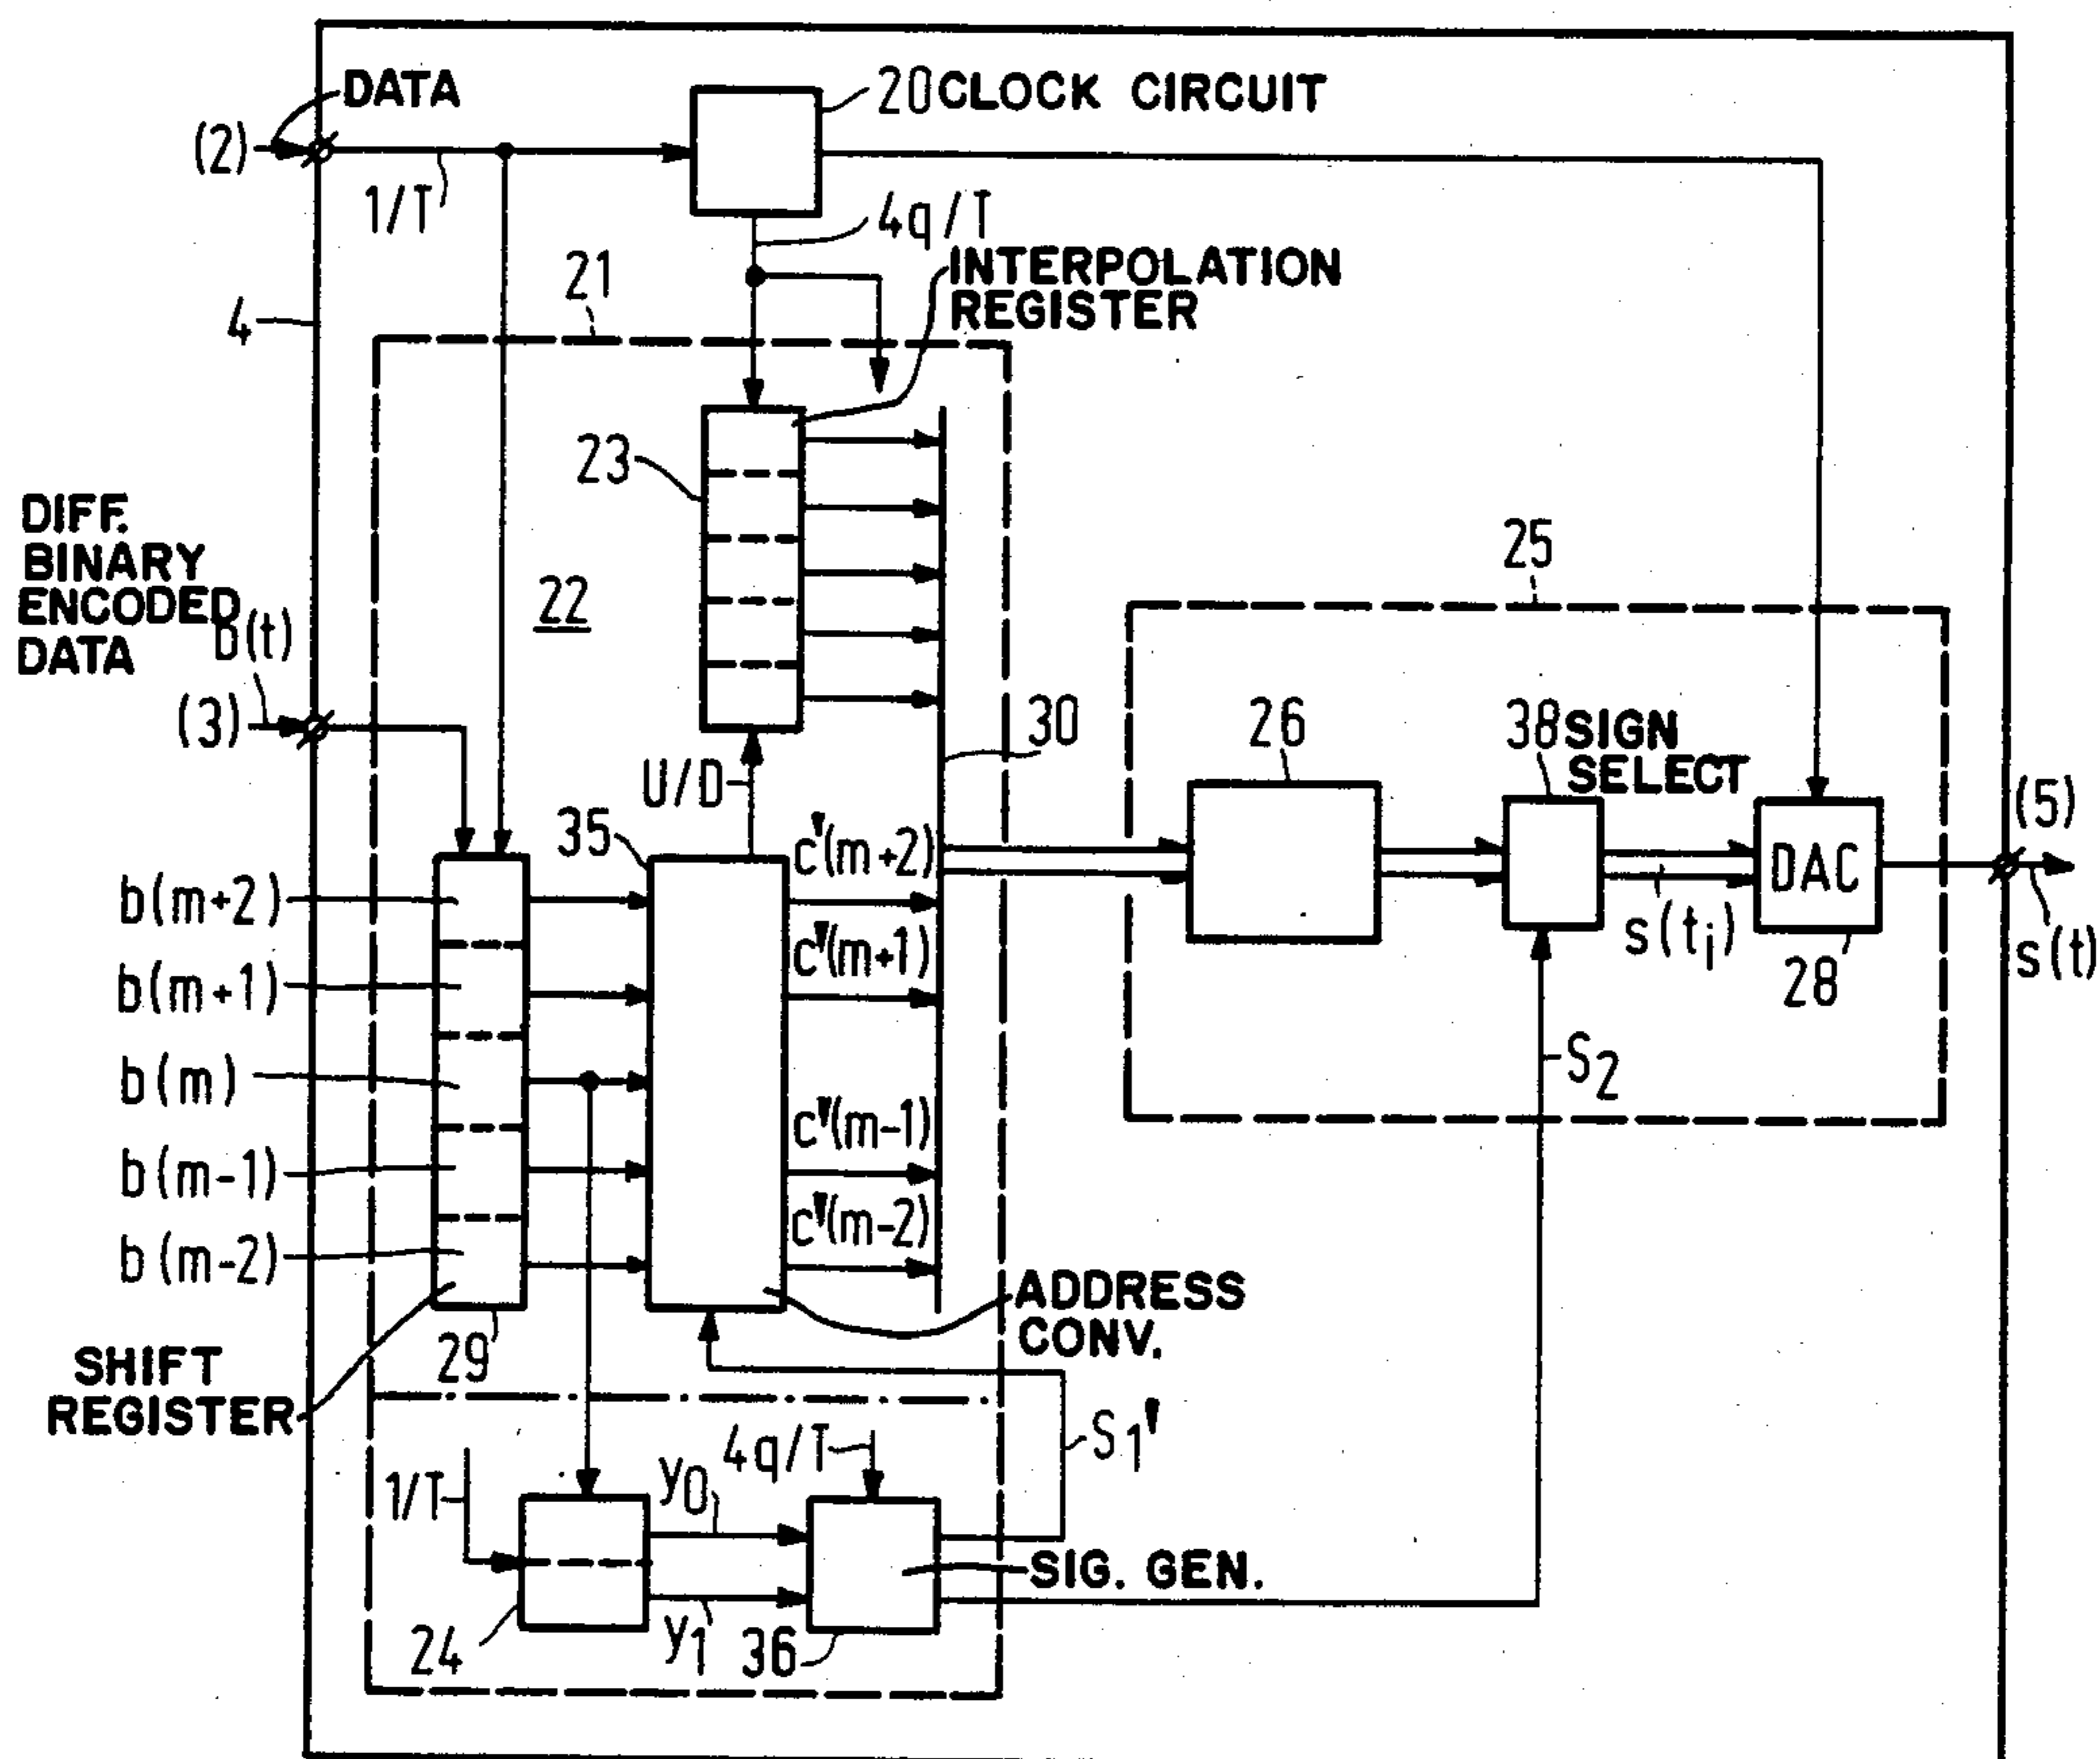 DATA
20 CLOCK CIRCUIT
(2)
1/T
4q/T
INTERPOLATION
REGISTER
21
4
23
DIFF.
BINARY
ENCODED
DATA
b(t)
22
25
(3)
U/D
30
26
38 SIGN
SELECT
(5)
35
c'(m+2)
DAC
b(m+2)
c'(m+1)
s(ti)
28
s(t)
b(m+1)
b(m)
S2
c'(m-1)
b(m-1)
c'(m-2)
b(m-2)
ADDRESS
CONV.
SHIFT
REGISTER
29
S1'
4q/T
1/T
y0
SIG. GEN.
24
y1
36